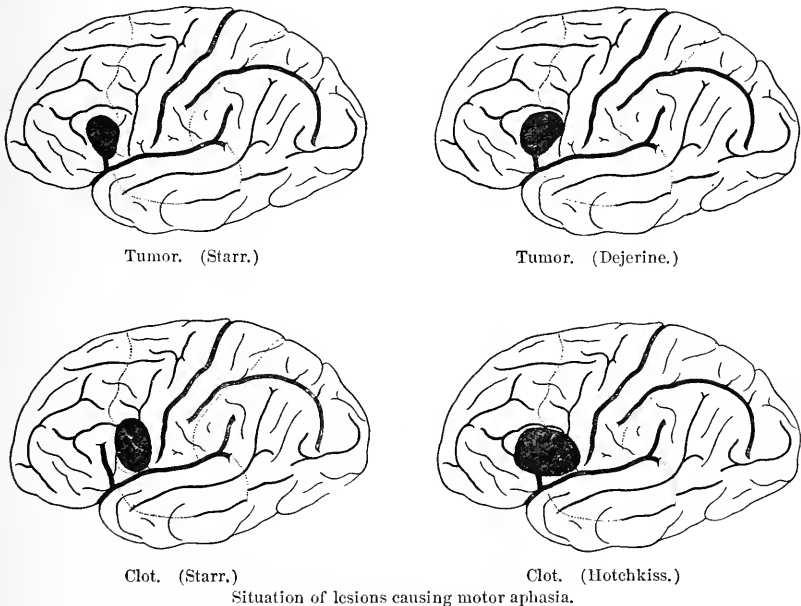 Tumor. (Starr.)
Tumor. (Dejerine.)
Clot. (Starr.)
Clot. (Hotchkiss.)
Situation of lesions causing motor aphasia.